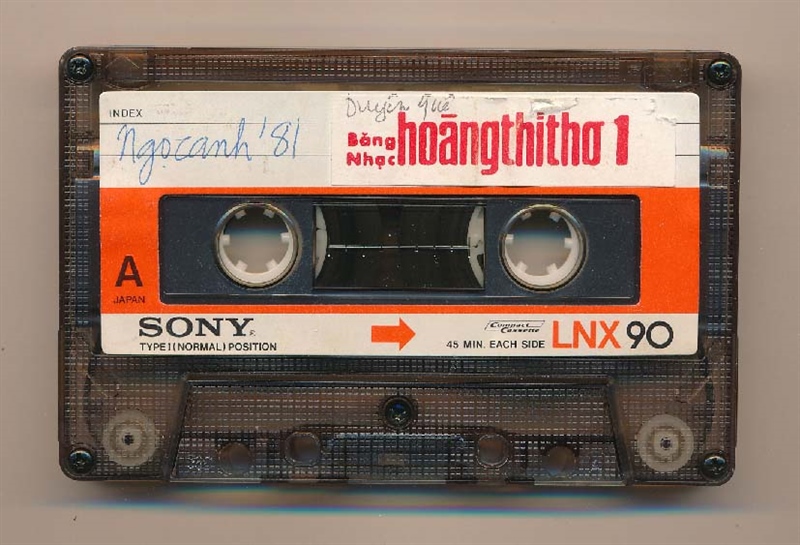 INDEX
Duyên Quê
Ngọcanh '81
Băng
Nhạc
hoàngthithơ 1
A
JAPAN
SONY
TYPE I (NORMAL) POSITION
Compact
Cassette
45 MIN. EACH SIDE
LNX 90